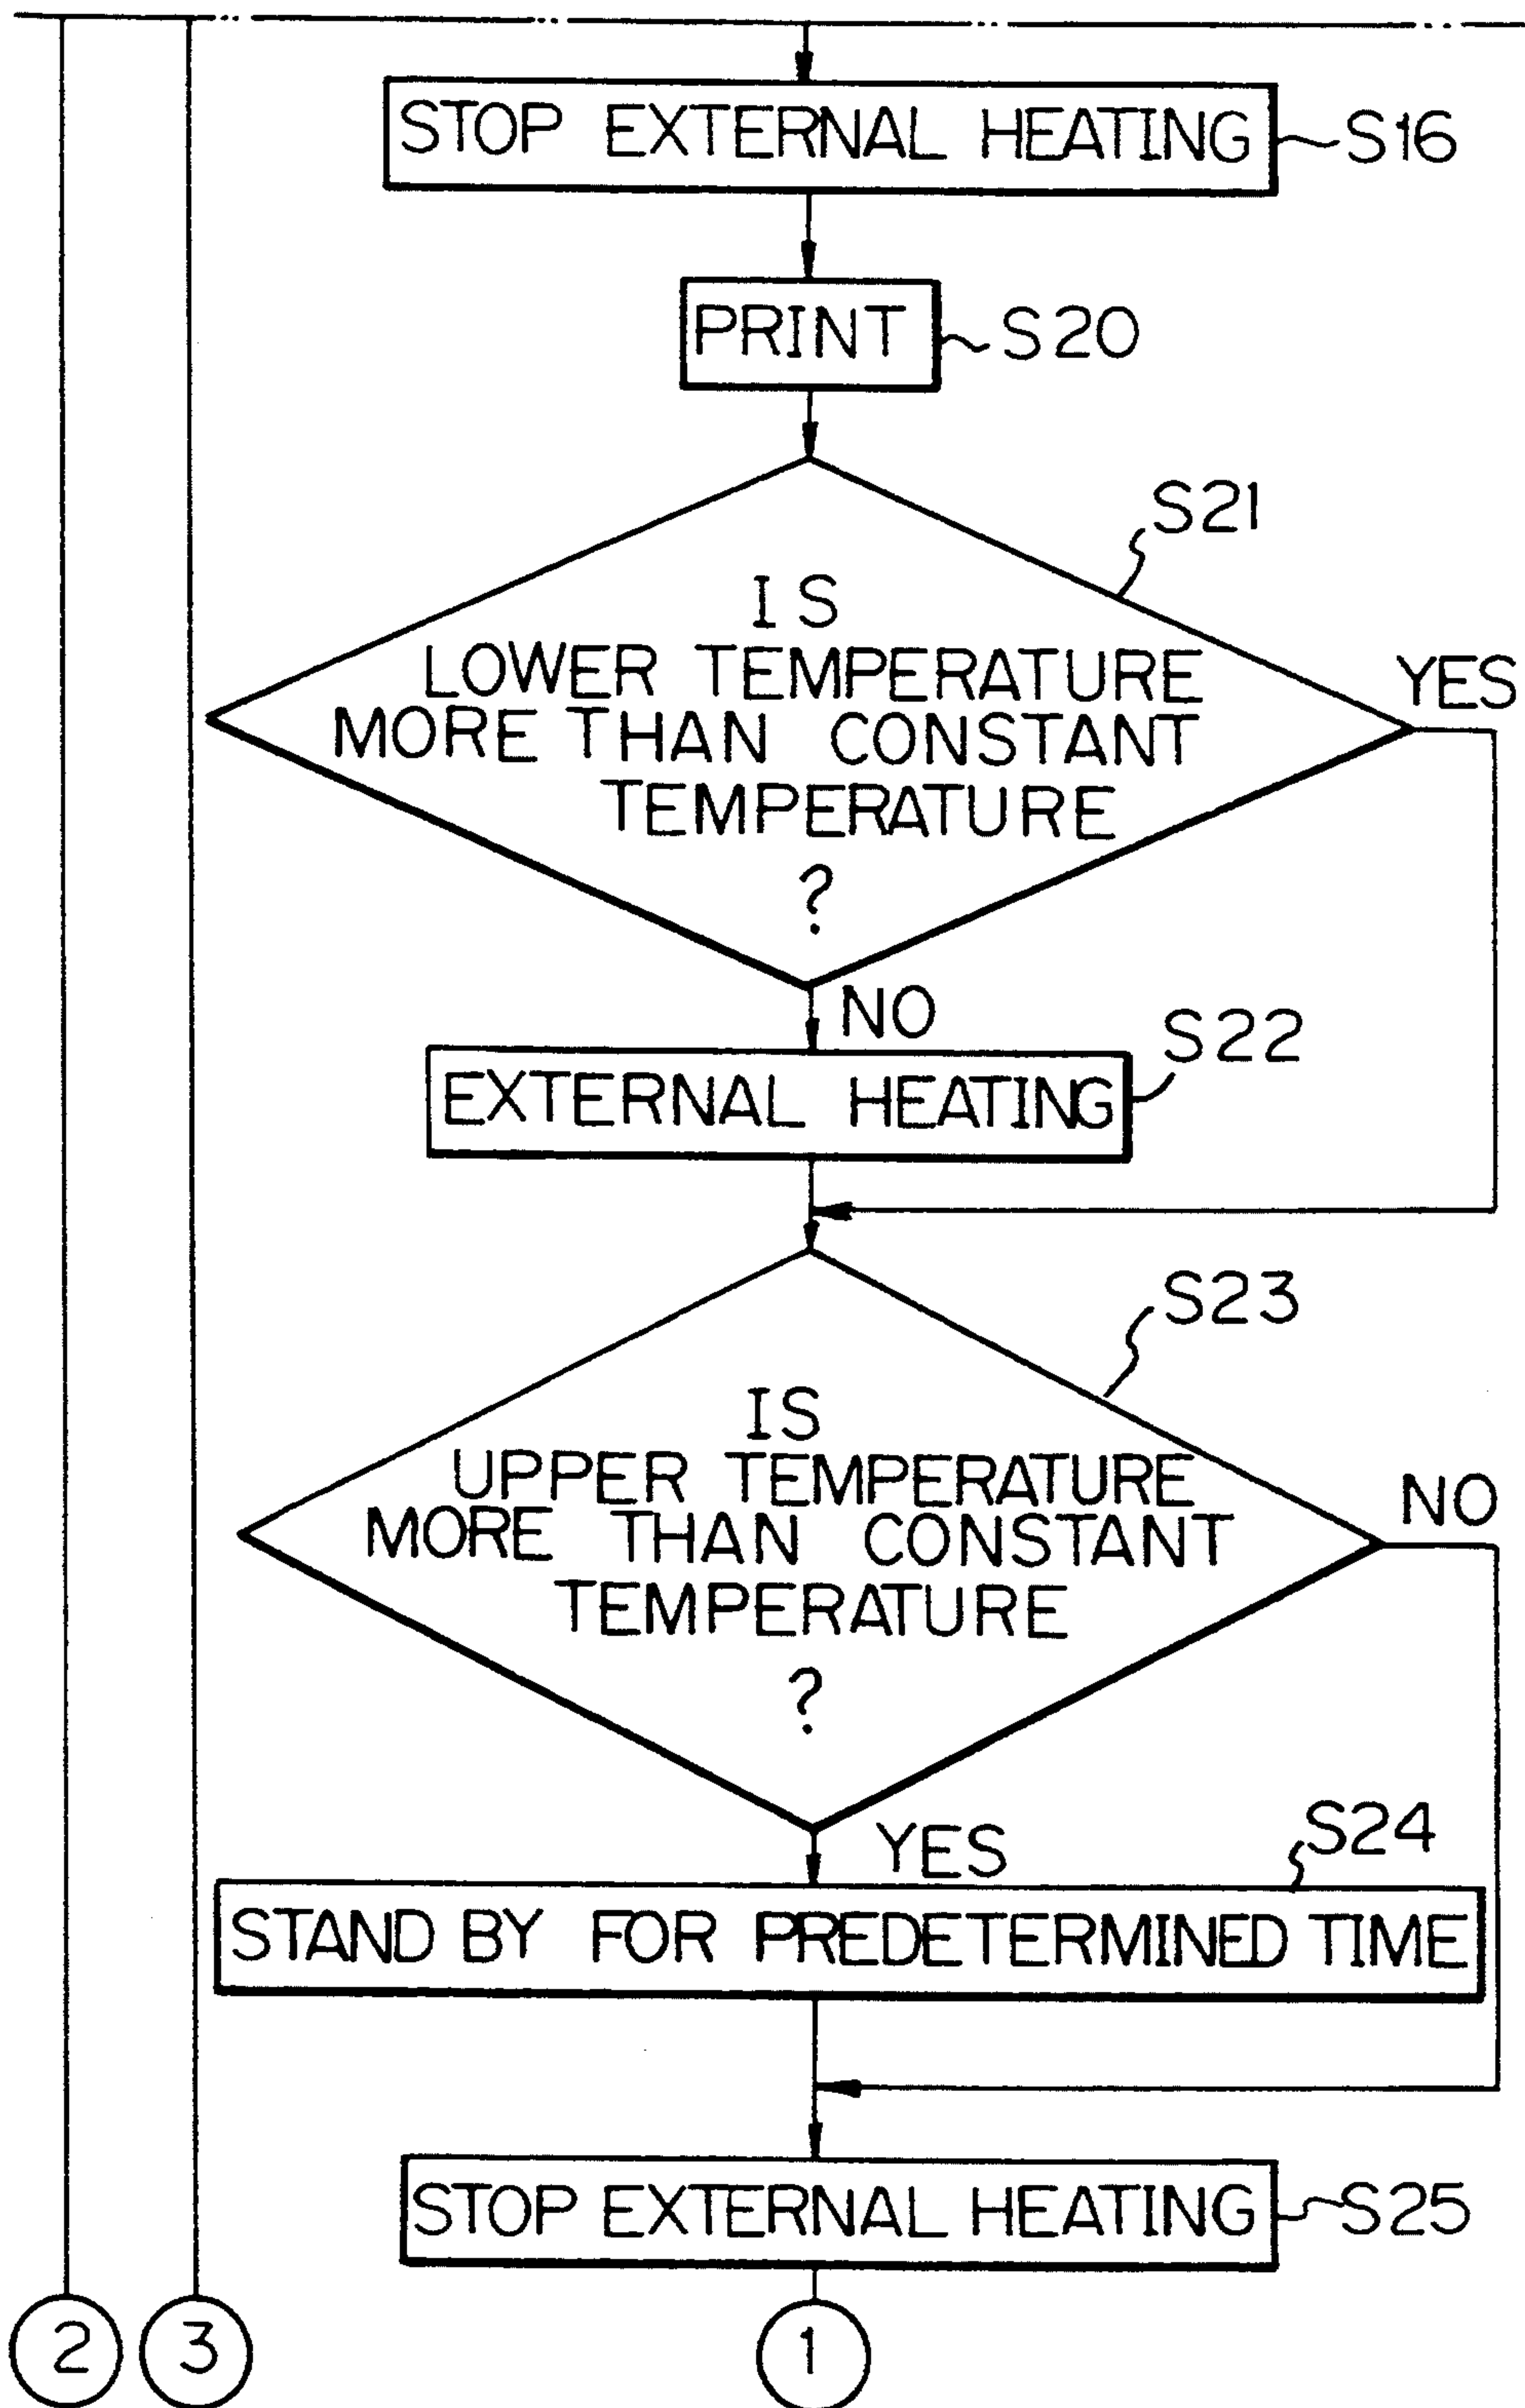 STOP EXTERNAL HEATING
S16
PRINT
S20
S21
IS
LOWER TEMPERATURE
MORE THAN CONSTANT
TEMPERATURE
?
YES
NO
S22
EXTERNAL HEATING
S23
IS
UPPER TEMPERATURE
MORE THAN CONSTANT
TEMPERATURE
?
NO
YES
S24
STAND BY FOR PREDETERMINED TIME
STOP EXTERNAL HEATING
S25
2
3
1